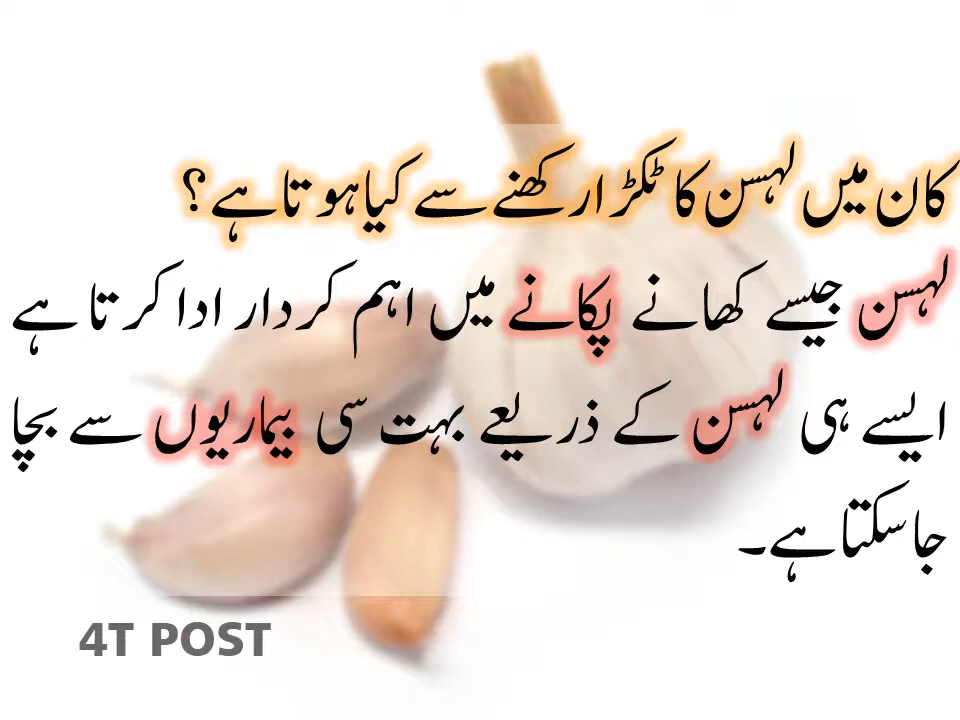 کان میں لہسن کا ٹکڑا رکھنے سے کیا ہوتا ہے؟
لہسن جیسے کھانے پکانے میں اہم کردار ادا کرتا ہے
ایسے ہی لہسن کے ذریعے بہت سی بیماریوں سے بچا
جاسکتا ہے۔
4T POST